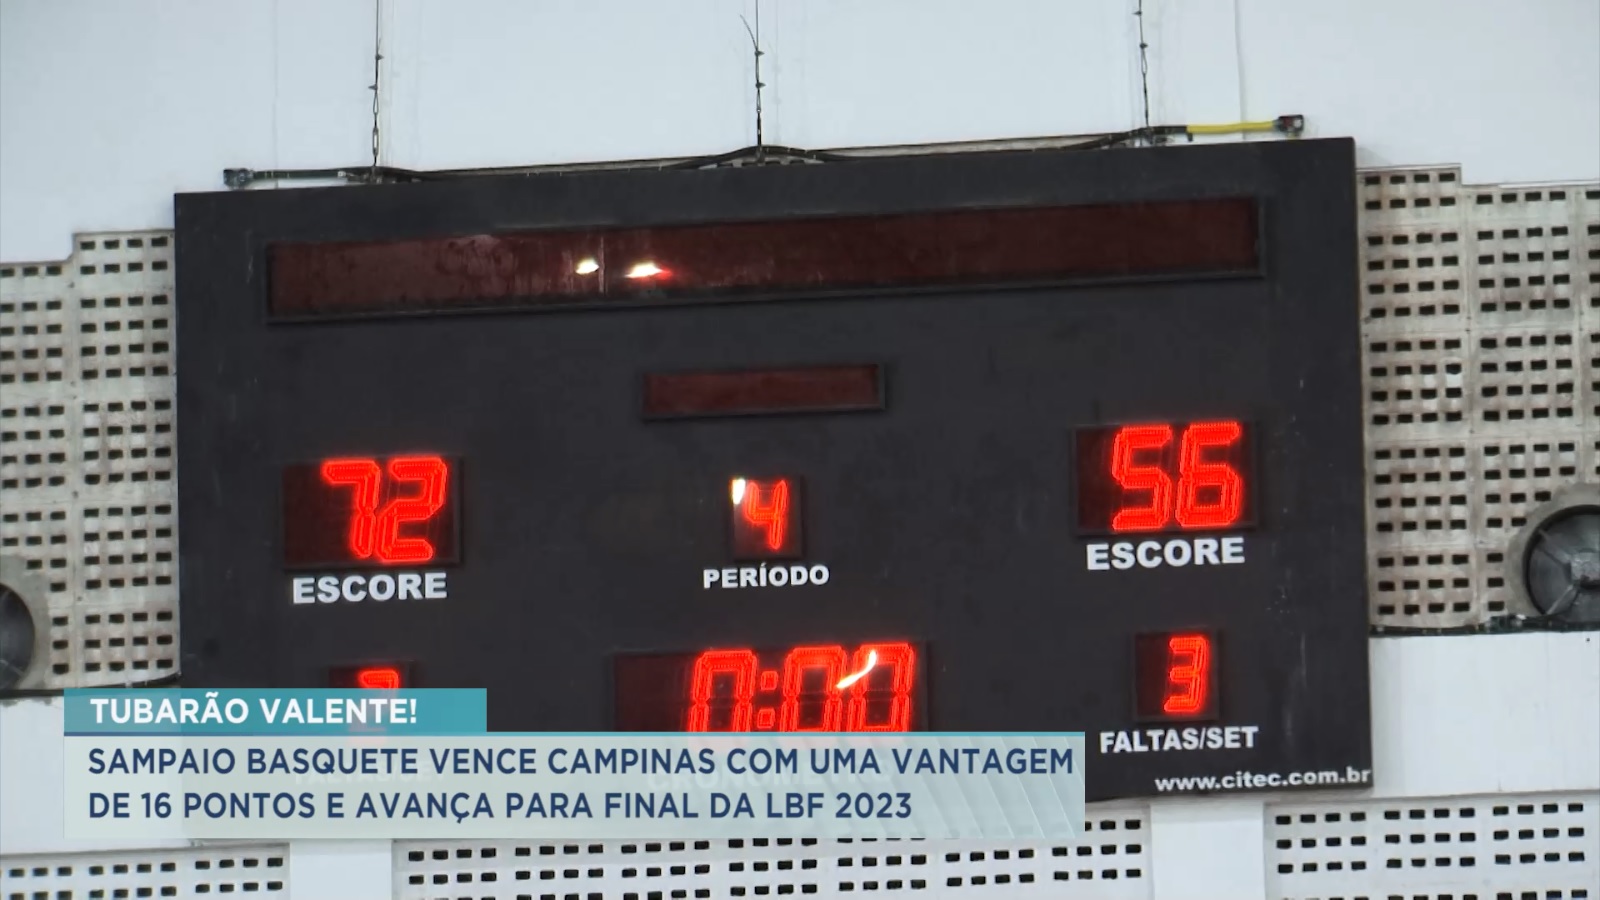 72
4
56
ESCORE
PERÍODO
ESCORE
0:00
3
FALTAS/SET
www.citec.com.br
TUBARÃO VALENTE!
SAMPAIO BASQUETE VENCE CAMPINAS COM UMA VANTAGEM
DE 16 PONTOS E AVANÇA PARA FINAL DA LBF 2023